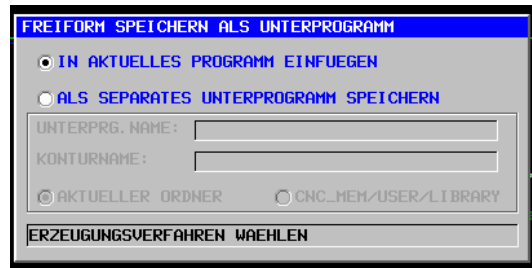 FREIFORM SPEICHERN ALS UNTERPROGRAMM
IN AKTUELLES PROGRAMM EINFUEGEN
ALS SEPARATES UNTERPROGRAMM SPEICHERN
UNTERPRG.NAME:
KONTURNAME:
AKTUELLER ORDNER CNC_MEM/USER/LIBRARY
ERZEUGUNGSVERFAHREN WAEHLEN